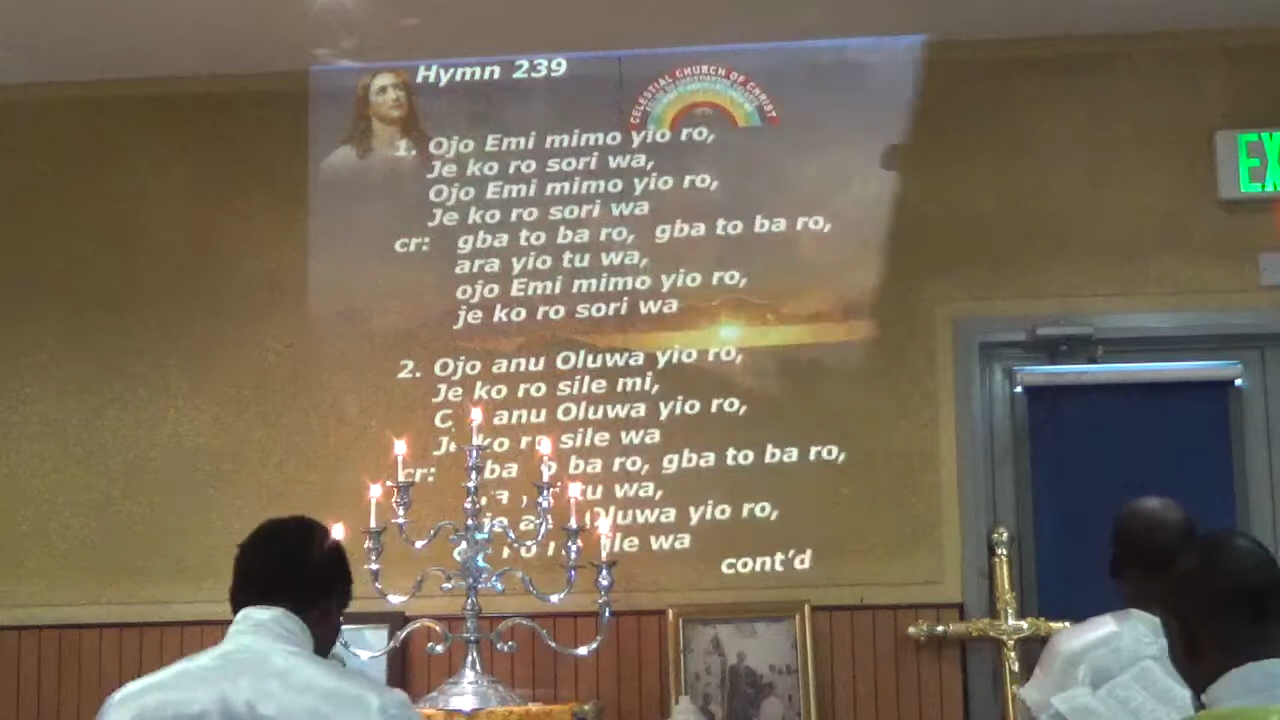 Hymn 239
CELESTIAL CHURCH OF CHRIST
1. Ojo Emi mimo yio ro,
Je ko ro sori wa,
Ojo Emi mimo yio ro,
Je ko ro sori wa
cr: gba to ba ro, gba to ba ro,
ara yio tu wa,
ojo Emi mimo yio ro,
je ko ro sori wa
2. Ojo anu Oluwa yio ro,
Je ko ro sile mi,
anu Oluwa yio ro,
ko ro sile wa
cr: ba ro, gba to ba ro,
tu wa,
Oluwa yio ro,
wa
cont'd
EX